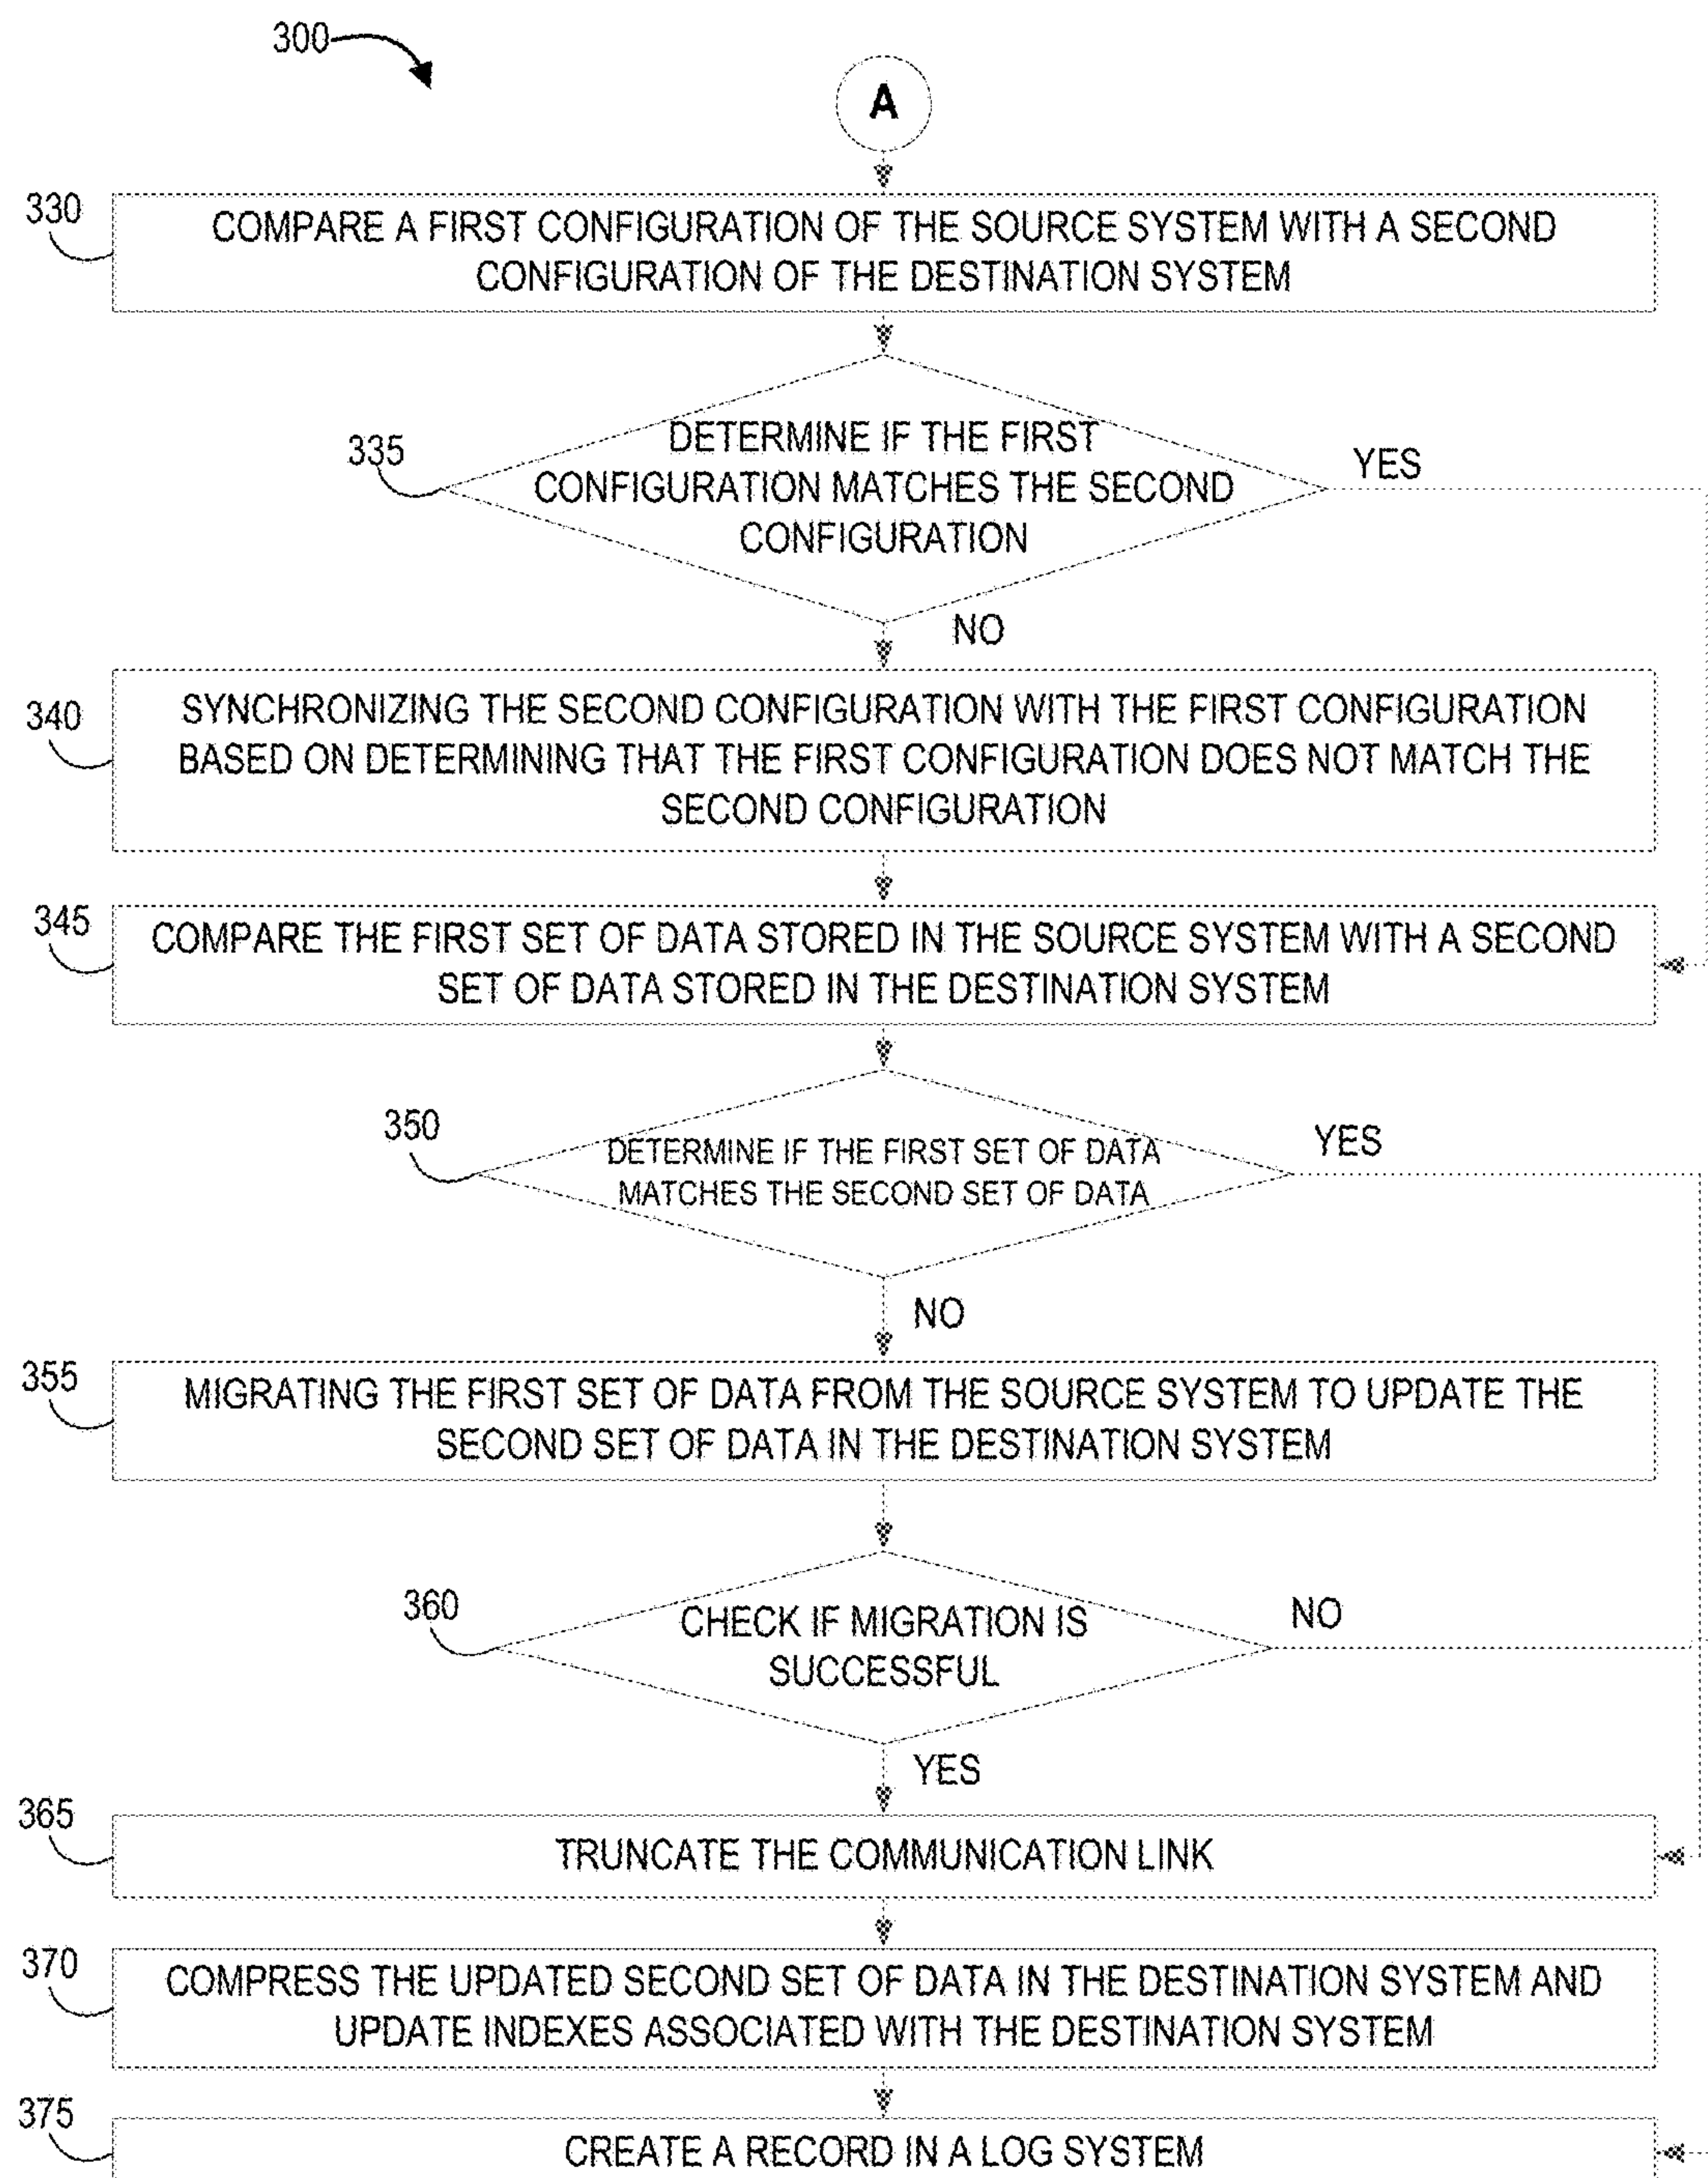 300
A
330
COMPARE A FIRST CONFIGURATION OF THE SOURCE SYSTEM WITH A SECOND
CONFIGURATION OF THE DESTINATION SYSTEM
335
DETERMINE IF THE FIRST
CONFIGURATION MATCHES THE SECOND
CONFIGURATION
YES
NO
340
SYNCHRONIZING THE SECOND CONFIGURATION WITH THE FIRST CONFIGURATION
BASED ON DETERMINING THAT THE FIRST CONFIGURATION DOES NOT MATCH THE
SECOND CONFIGURATION
345
COMPARE THE FIRST SET OF DATA STORED IN THE SOURCE SYSTEM WITH A SECOND
SET OF DATA STORED IN THE DESTINATION SYSTEM
350
DETERMINE IF THE FIRST SET OF DATA
MATCHES THE SECOND SET OF DATA
YES
NO
355
MIGRATING THE FIRST SET OF DATA FROM THE SOURCE SYSTEM TO UPDATE THE
SECOND SET OF DATA IN THE DESTINATION SYSTEM
360
CHECK IF MIGRATION IS
SUCCESSFUL
NO
YES
365
TRUNCATE THE COMMUNICATION LINK
370
COMPRESS THE UPDATED SECOND SET OF DATA IN THE DESTINATION SYSTEM AND
UPDATE INDEXES ASSOCIATED WITH THE DESTINATION SYSTEM
375
CREATE A RECORD IN A LOG SYSTEM